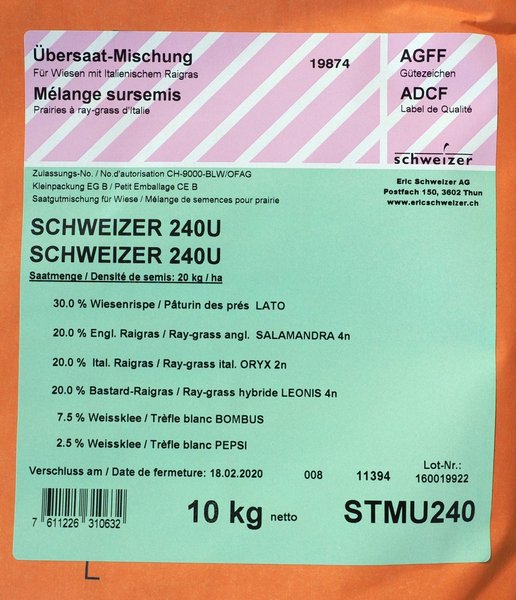 Übersaat-Mischung
Für Wiesen mit Italienischem Raigras
Mélange sursemis
Prairies à ray-grass d'Italie
19874
AGFF
Gütezeichen
ADCF
Label de Qualité
schweizer
Eric Schweizer AG
Postfach 150, 3602 Thun
www.ericschweizer.ch
Zulassungs-No. / No.d'autorisation CH-9000-BLW/OFAG
Kleinpackung EG B / Petit Emballage CE B
Saatgutmischung für Wiese / Mélange de semences pour prairie
SCHWEIZER 240U
SCHWEIZER 240U
Saatmenge / Densité de semis: 20 kg / ha
30.0 % Wiesenrispe / Pâturin des prés LATO
20.0 % Engl. Raigras / Ray-grass angl. SALAMANDRA 4n
20.0 % Ital. Raigras / Ray-grass ital. ORYX 2n
20.0 % Bastard-Raigras / Ray-grass hybride LEONIS 4n
7.5 % Weissklee / Trèfle blanc BOMBUS
2.5 % Weissklee / Trèfle blanc PEPSI
Verschluss am / Date de fermeture: 18.02.2020 008 11394
Lot-Nr.:
160019922
7 611226 310632
10 kg netto
STMU240